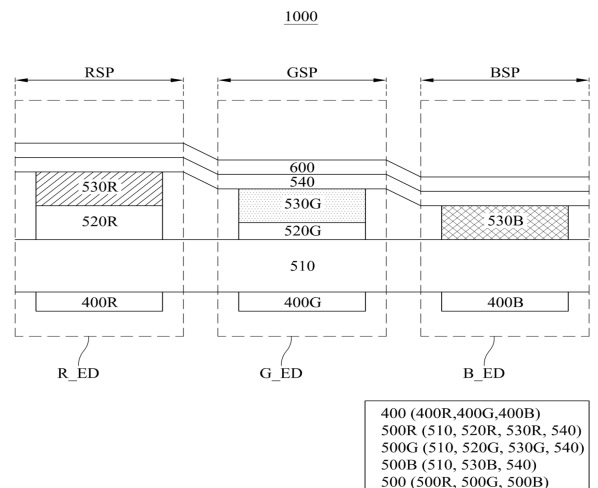 1000
RSP GSP BSP
600
540
530R
530G
520R
520G
530B
510
400R 400G 400B
R_ED G_ED B_ED
400 (400R,400G,400B)
500R (510, 520R, 530R, 540)
500G (510, 520G, 530G, 540)
500B (510, 530B, 540)
500 (500R, 500G, 500B)